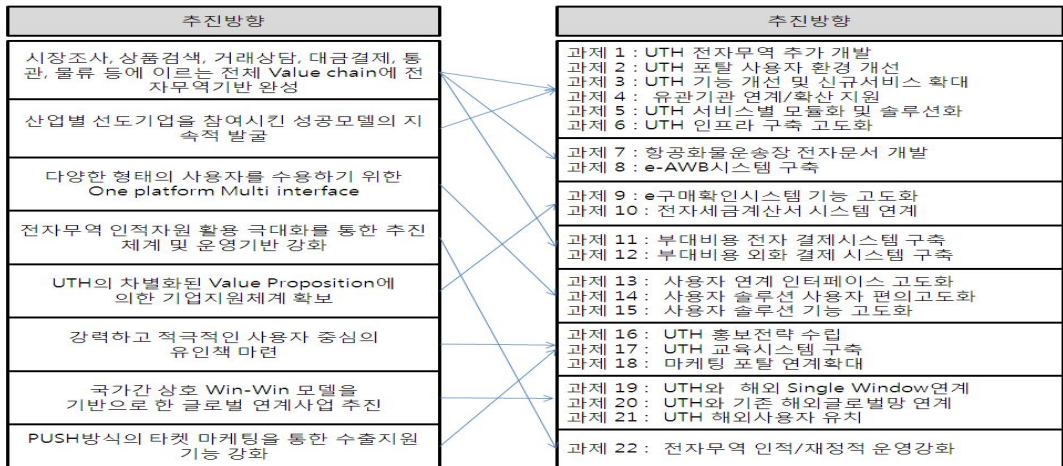 추진방향
시장조사, 상품검색, 거래상담, 대금결제, 통
관, 물류 등에 이르는 전체 Value chain에 전
자무역기반 완성
산업별 선도기업을 참여시킨 성공모델의 지
속적 발굴
다양한 형태의 사용자를 수용하기 위한
One platform Multi interface
전자무역 인적자원 활용 극대화를 통한 추진
체계 및 운영기반 강화
UTH의 차별화된 Value Proposition에
의한 기업지원체계 확보
강력하고 적극적인 사용자 중심의
유인책 마련
국가간 상호 Win-Win 모델을
기반으로 한 글로벌 연계사업 추진
PUSH방식의 타켓 마케팅을 통한 수출지원
기능 강화
추진방향
과제 1 : UTH 전자무역 추가 개발
과제 2 : UTH 포탈 사용자 환경 개선
과제 3 : UTH 기능 개선 및 신규서비스 확대
과제 4 : 유관기관 연계/확산 지원
과제 5 : UTH 서비스별 모듈화 및 솔루션화
과제 6 : UTH 인프라 구축 고도화
과제 7 : 항공화물운송장 전자문서 개발
과제 8 : e-AWB시스템 구축
과제 9 : e구매확인시스템 기능 고도화
과제 10 : 전자세금계산서 시스템 연계
과제 11 : 부대비용 전자 결제시스템 구축
과제 12 : 부대비용 외화 결제 시스템 구축
과제 13 : 사용자 연계 인터페이스 고도화
과제 14 : 사용자 솔루션 사용자 편의고도화
과제 15 : 사용자 솔루션 기능 고도화
과제 16 : UTH 홍보전략 수립
과제 17 : UTH 교육시스템 구축
과제 18 : 마케팅 포탈 연계확대
과제 19 : UTH와 해외 Single Window연계
과제 20 : UTH와 기존 해외글로벌망 연계
과제 21 : UTH 해외사용자 유치
과제 22 : 전자무역 인적/재정적 운영강화